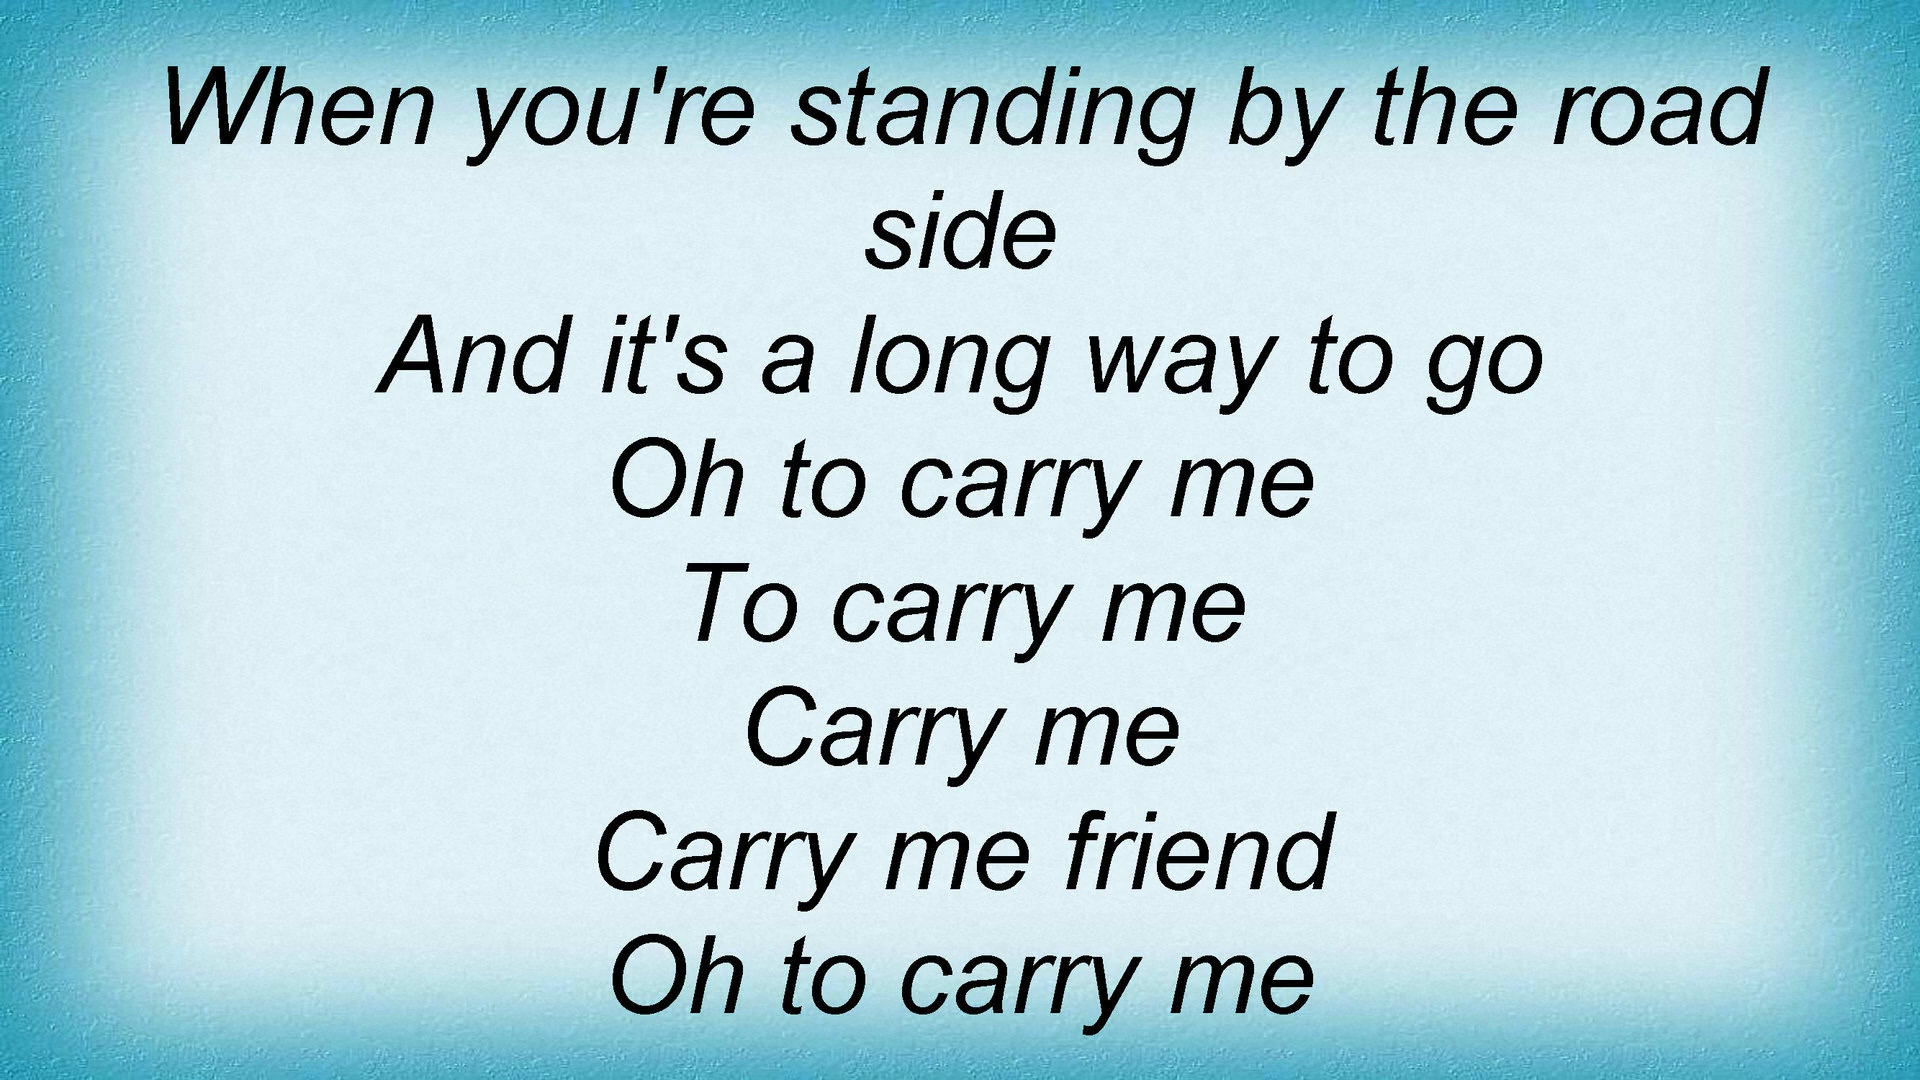 When you're standing by the road
side
And it's a long way to go
Oh to carry me
To carry me
Carry me
Carry me friend
Oh to carry me